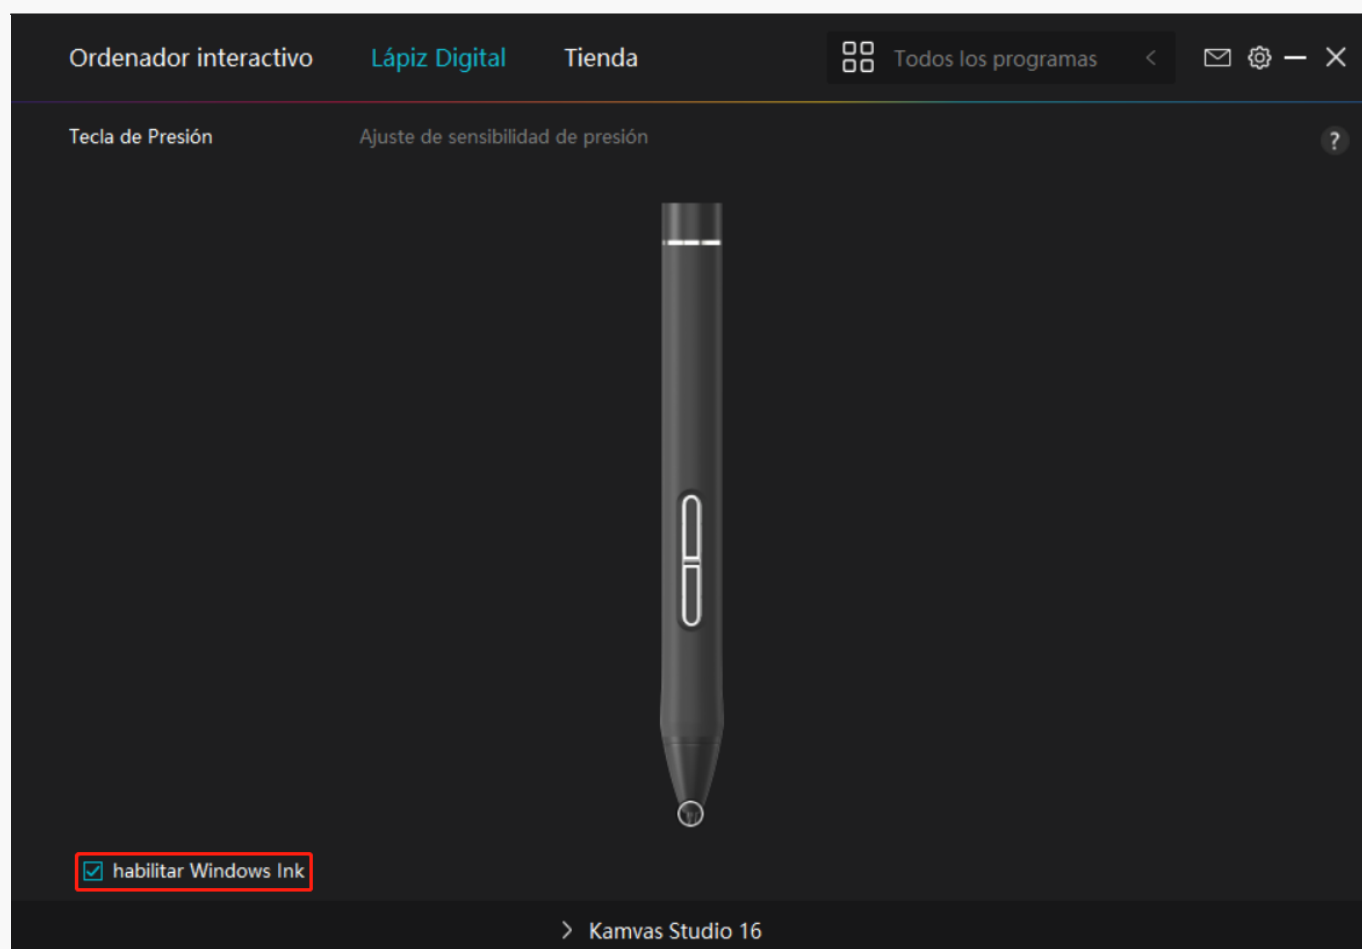 Ordenador interactivo Lápiz Digital Tienda Todos los programas
Tecla de Presión Ajuste de sensibilidad de presión ?
habilitar Windows Ink
Kamvas Studio 16